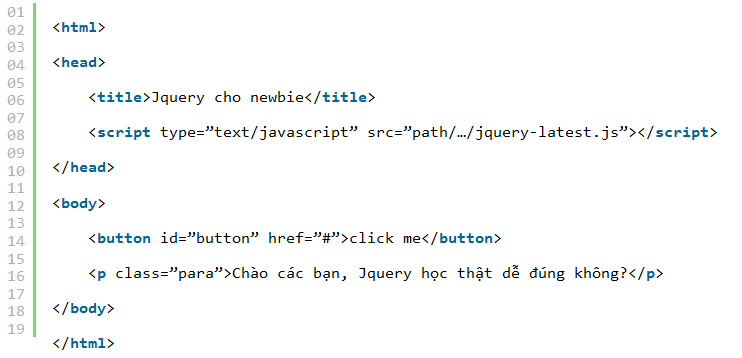 01
02 <html>
03
04 <head>
05
06 <title>Jquery cho newbie</title>
07
08 <script type=”text/javascript” src=”path/…/jquery-latest.js”></script>
09
10 </head>
11
12 <body>
13
14 <button id=”button” href=”#”>click me</button>
15
16 <p class=”para”>Chào các bạn, Jquery học thật dễ đúng không?</p>
17
18 </body>
19
</html>